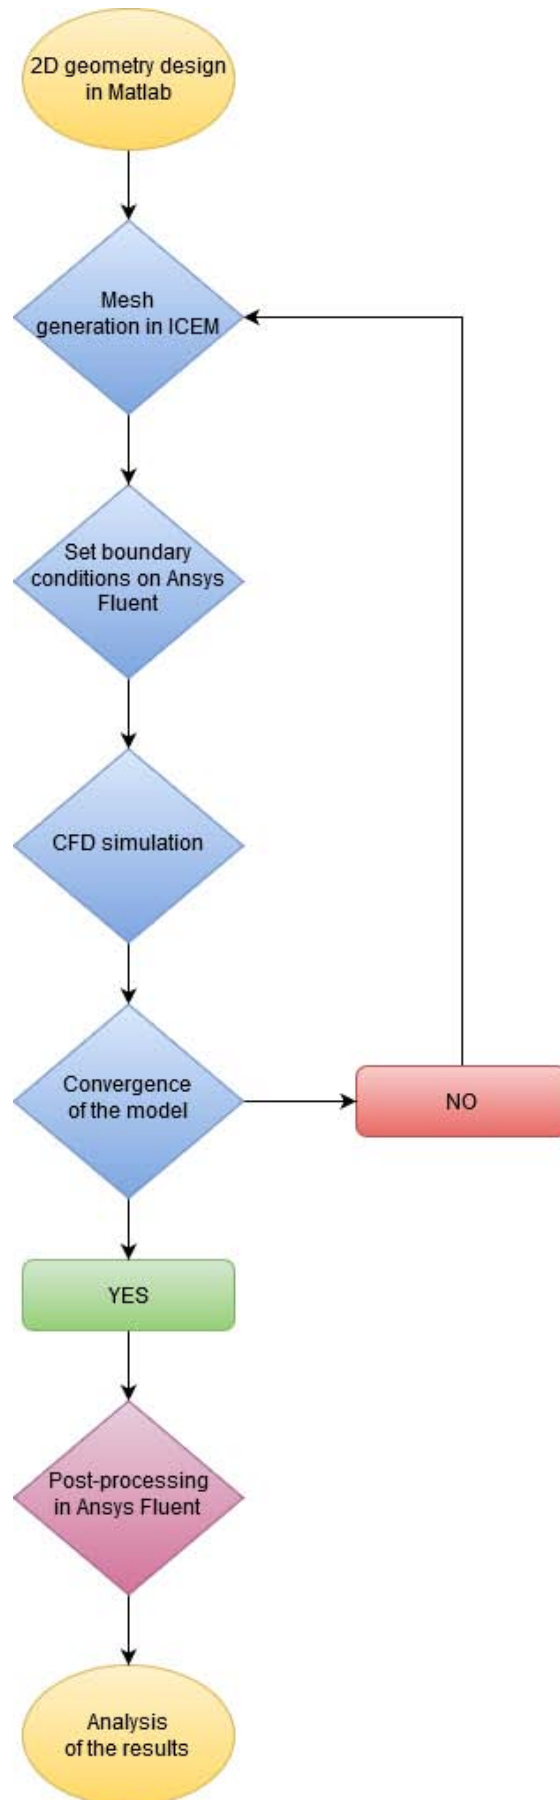 2D geometry design
in Matlab
Mesh
generation in ICEM
Set boundary
conditions on Ansys
Fluent
CFD simulation
Convergence
of the model
NO
YES
Post-processing
in Ansys Fluent
Analysis
of the results